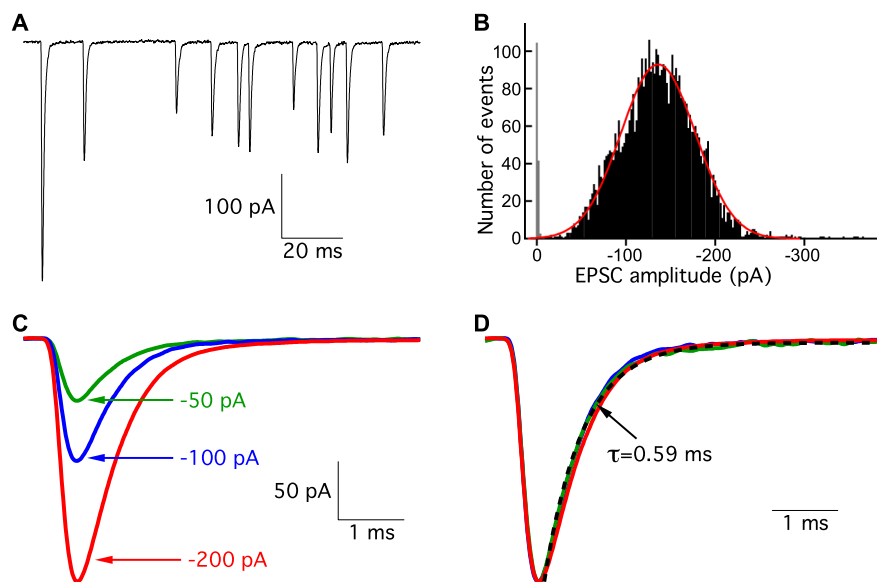 A
100 pA
20 ms
B
Number of events
100
80
60
40
20
0
0
-100
-200
-300
EPSC amplitude (pA)
C
-50 pA
-100 pA
-200 pA
50 pA
1 ms
D
τ=0.59 ms
1 ms